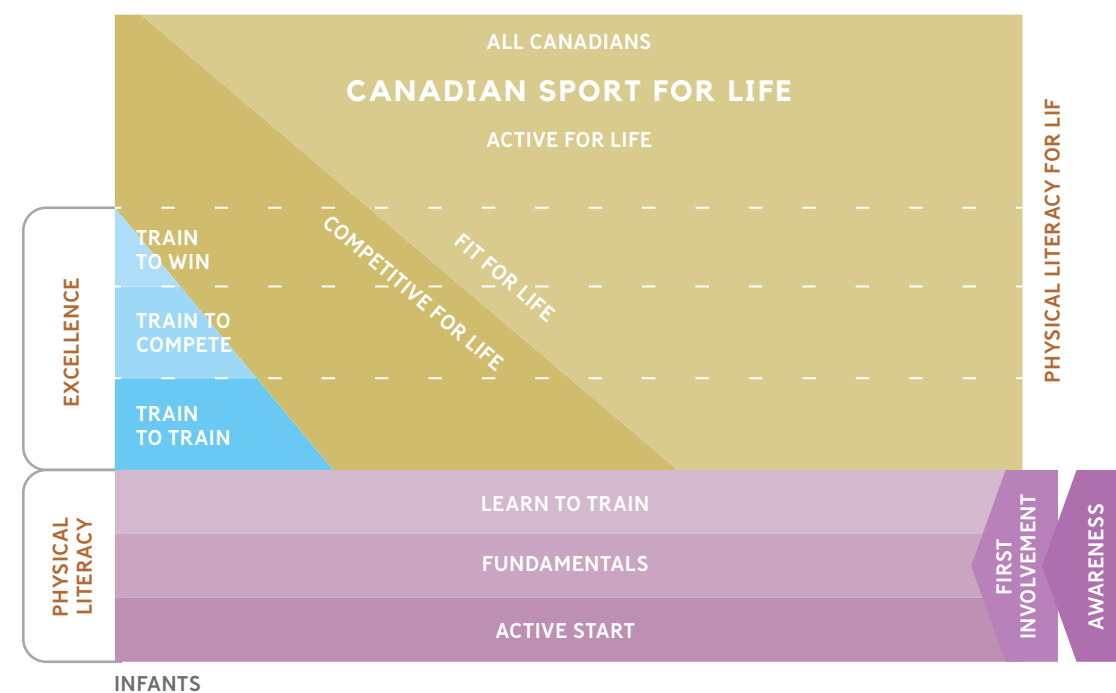 ALL CANADIANS
CANADIAN SPORT FOR LIFE
ACTIVE FOR LIFE
PHYSICAL LITERACY FOR LIF
FIT FOR LIFE
COMPETITIVE FOR LIFE
EXCELLENCE
TRAIN
TO WIN
TRAIN TO
COMPETE
TRAIN
TO TRAIN
PHYSICAL
LITERACY
LEARN TO TRAIN
FUNDAMENTALS
ACTIVE START
FIRST
INVOLVEMENT
AWARENESS
INFANTS